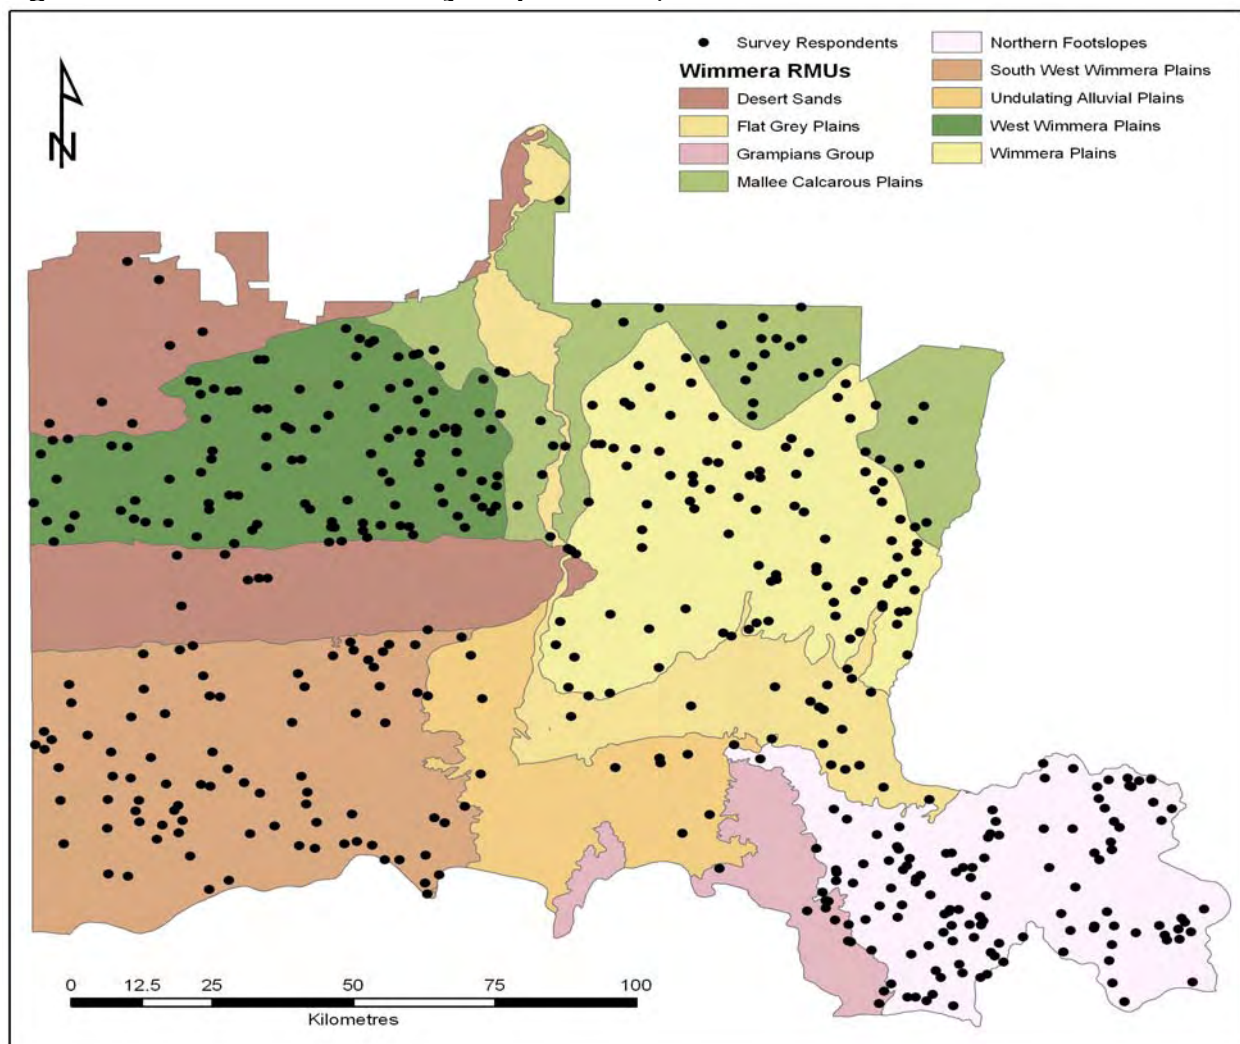 Survey Respondents
Wimmera RMUs
Desert Sands
Flat Grey Plains
Grampians Group
Mallee Calcarous Plains
Northern Footslopes
South West Wimmera Plains
Undulating Alluvial Plains
West Wimmera Plains
Wimmera Plains
N
0 12.5 25 50 75 100
Kilometres